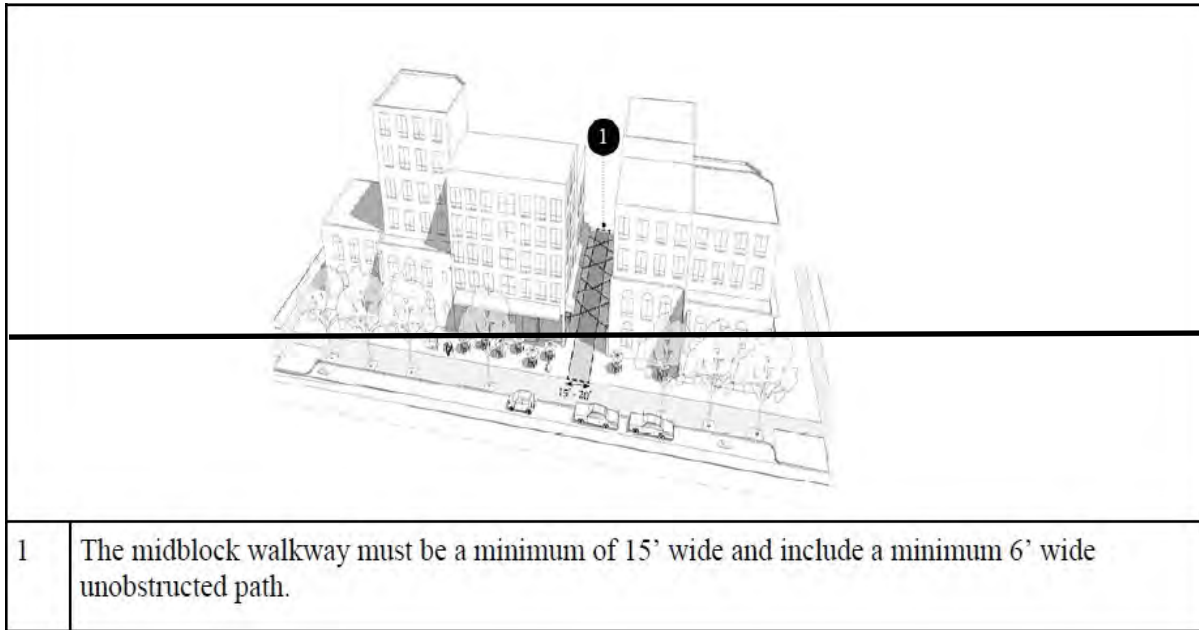 1
15' - 20'
1 The midblock walkway must be a minimum of 15’ wide and include a minimum 6’ wide
unobstructed path.